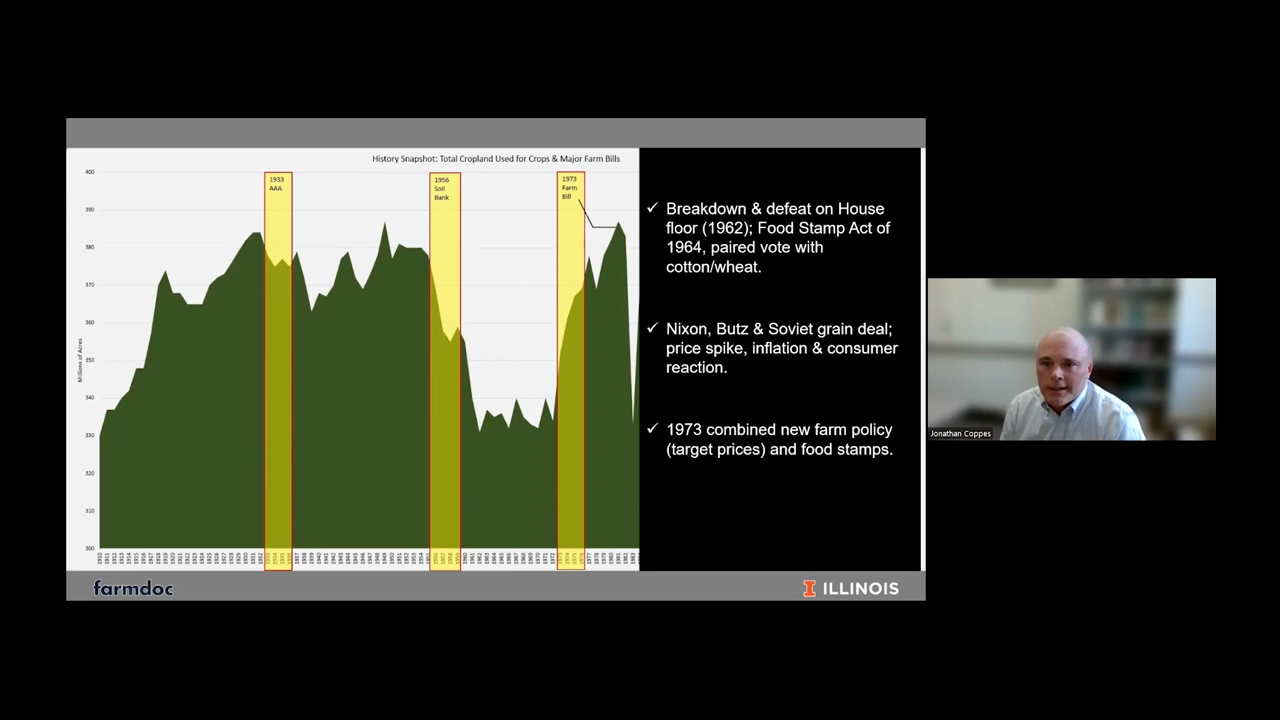 History Snapshot: Total Cropland Used for Crops & Major Farm Bills
400
390
380
370
360
350
340
330
320
310
300
Millions of Acres
1933
AAA
1956
Soil
Bank
1973
Farm
Bill
✓ Breakdown & defeat on House
floor (1962); Food Stamp Act of
1964, paired vote with
cotton/wheat.
✓ Nixon, Butz & Soviet grain deal;
price spike, inflation & consumer
reaction.
✓ 1973 combined new farm policy
(target prices) and food stamps.
Jonathan Coppes
farmdoc
I ILLINOIS